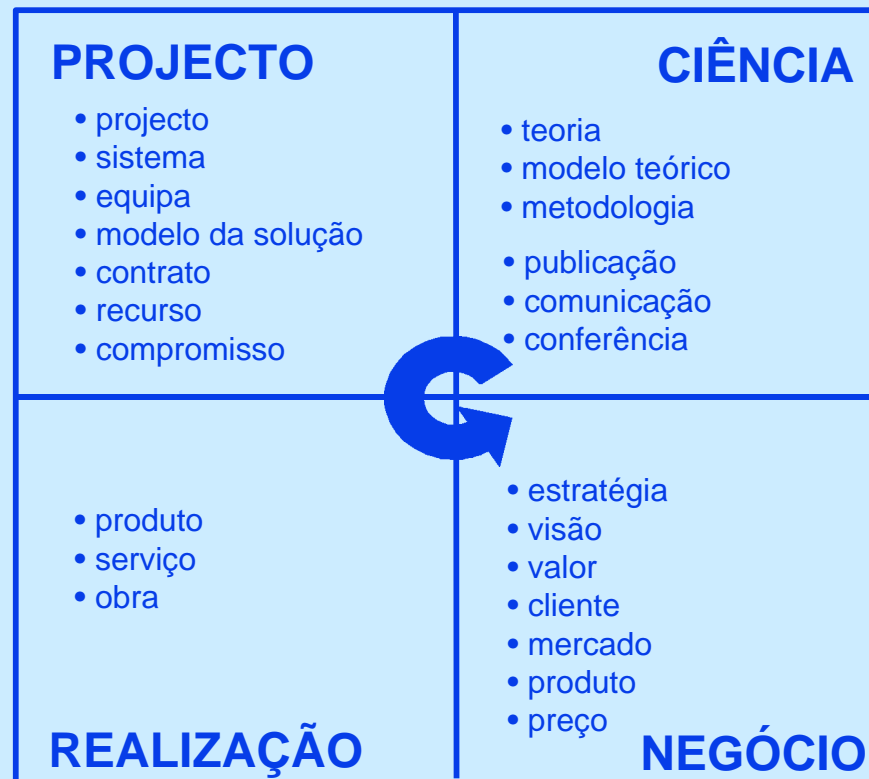 PROJECTO
• projecto
• sistema
• equipa
• modelo da solução
• contrato
• recurso
• compromisso
CIÊNCIA
• teoria
• modelo teórico
• metodologia
• publicação
• comunicação
• conferência
• produto
• serviço
• obra
REALIZAÇÃO
• estratégia
• visão
• valor
• cliente
• mercado
• produto
• preço
NEGÓCIO